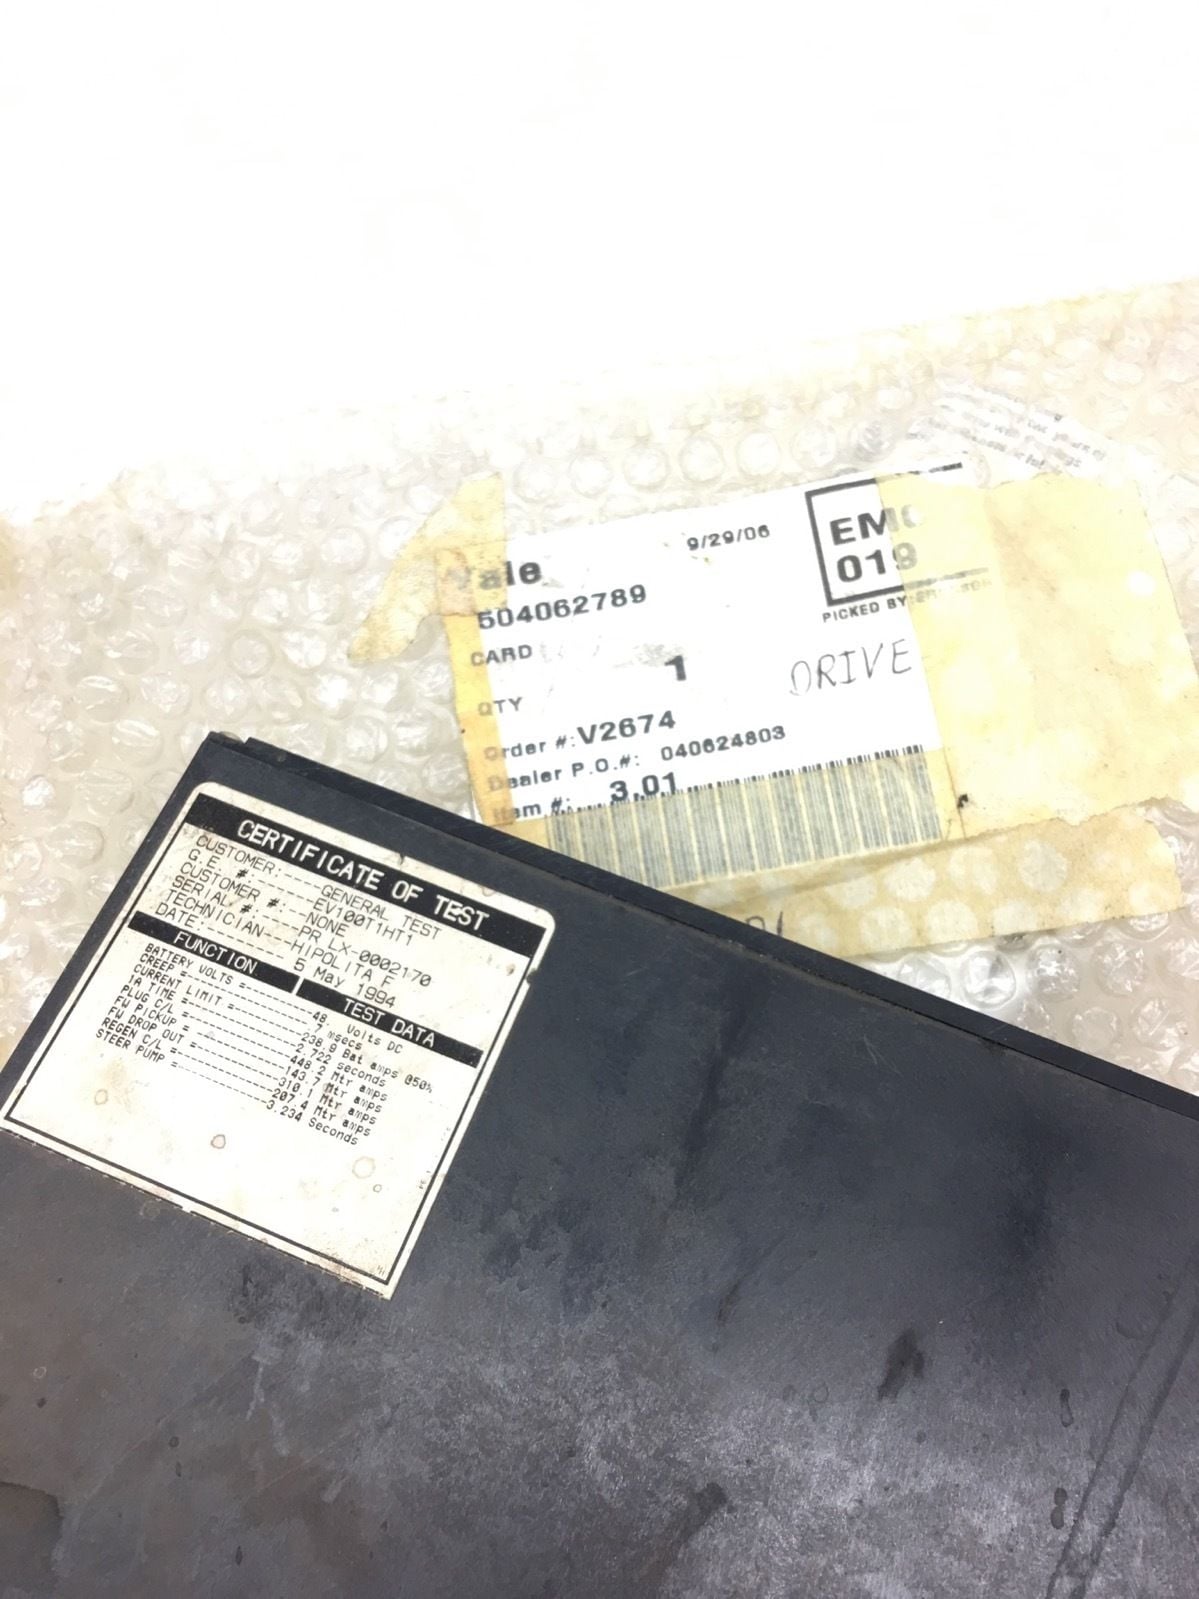 9/29/06
504062789
CARD
QTY 1
DRIVE
Order #: V2674
Dealer P.O.#: 040624803
Item #: 3.01
019
PICKED BY:
CERTIFICATE OF TEST
CUSTOMER:----GENERAL TEST
G.E. #-------EV100T1HT1
CUSTOMER #:--NONE
SERIAL #:----PR LX-0002170
TECHNICIAN---HIPOLITA F
DATE:-------- 5 May 1994
FUNCTION TEST DATA
BATTERY VOLTS =--------48. Volts DC
CREEP =----------------.7 msecs
CURRENT LIMIT =--------238.9 Bat amps @50%
1A TIME =--------------2.722 seconds
PLUG C/L =-------------448.2 Mtr amps
FW PICKUP =------------143.7 Mtr amps
FW DROP OUT =----------310.1 Mtr amps
REGEN C/L =------------207.4 Mtr amps
STEER PUMP =-----------3.234 Seconds